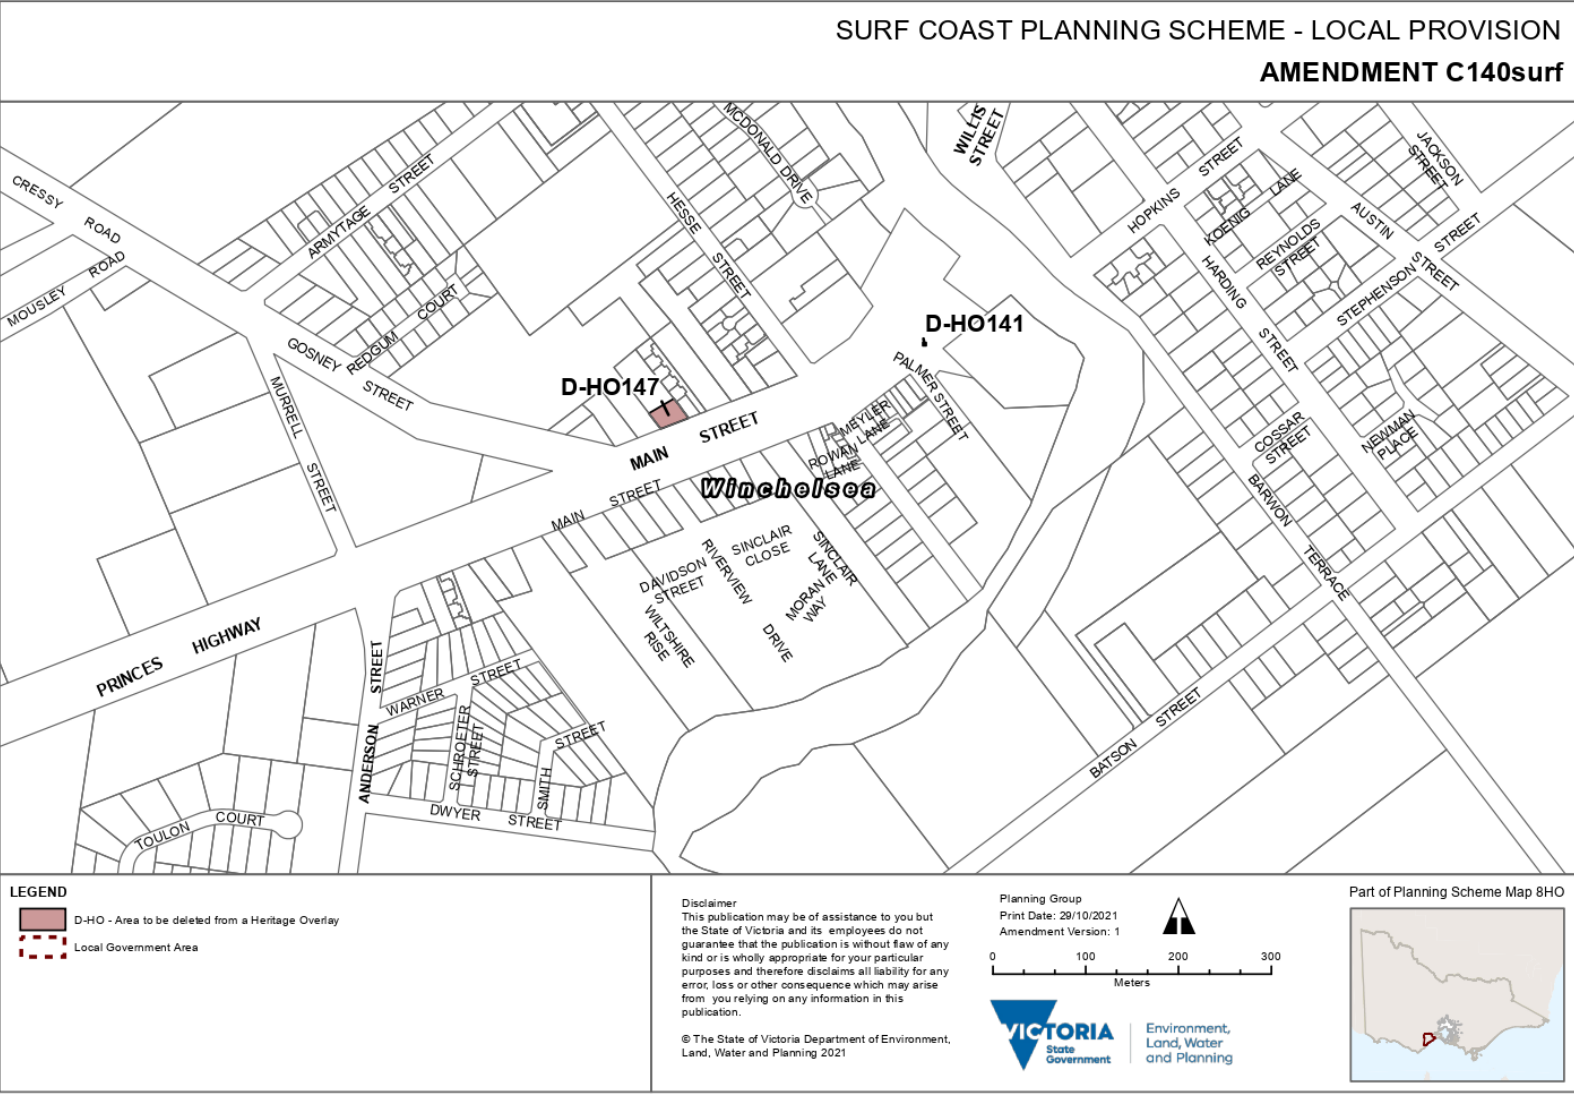 SURF COAST PLANNING SCHEME - LOCAL PROVISION
AMENDMENT C140surf
CRESSY
ROAD
MOUSLEY
ROAD
ARMYTAGE
STREET
REDGUM
COURT
GOSNEY
STREET
MURRELL
STREET
HESSE
STREET
MCDONALD DRIVE
WILLIS
STREET
HOPKINS
STREET
KOENIG
LANE
REYNOLDS
STREET
AUSTIN
STREET
JACKSON
STREET
STEPHENSON
STREET
HARDING
STREET
COSSAR
STREET
NEWMAN
PLACE
BARWON
TERRACE
BATSON
STREET
D-HO141
D-HO147
PALMER STREET
MEYLER
LANE
ROWAN
LANE
MAIN
STREET
MAIN
STREET
Winchelsea
SINCLAIR
CLOSE
SINCLAIR
LANE
MORAN
WAY
RIVERVIEW
DRIVE
DAVIDSON
STREET
WILTSHIRE
RISE
PRINCES
HIGHWAY
ANDERSON
STREET
WARNER
STREET
SCHROETER
STREET
SMITH
STREET
DWYER
STREET
TOULON
COURT
LEGEND
D-HO - Area to be deleted from a Heritage Overlay
Local Government Area
Disclaimer
This publication may be of assistance to you but
the State of Victoria and its employees do not
guarantee that the publication is without flaw of any
kind or is wholly appropriate for your particular
purposes and therefore disclaims all liability for any
error, loss or other consequence which may arise
from you relying on any information in this
publication.
© The State of Victoria Department of Environment,
Land, Water and Planning 2021
Planning Group
Print Date: 29/10/2021
Amendment Version: 1
0 100 200 300
Meters
VICTORIA
State
Government
Environment,
Land, Water
and Planning
Part of Planning Scheme Map 8HO